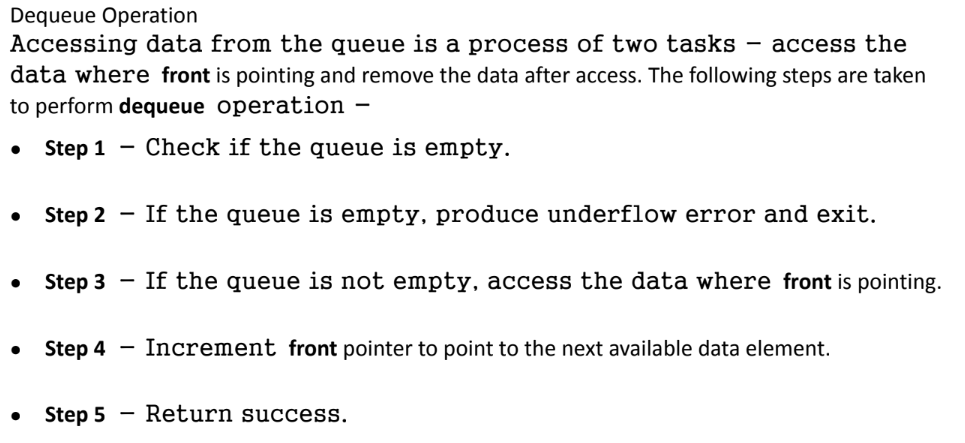 Dequeue Operation
Accessing data from the queue is a process of two tasks − access the
data where front is pointing and remove the data after access. The following steps are taken
to perform dequeue operation −
• Step 1 − Check if the queue is empty.
• Step 2 − If the queue is empty, produce underflow error and exit.
• Step 3 − If the queue is not empty, access the data where front is pointing.
• Step 4 − Increment front pointer to point to the next available data element.
• Step 5 − Return success.